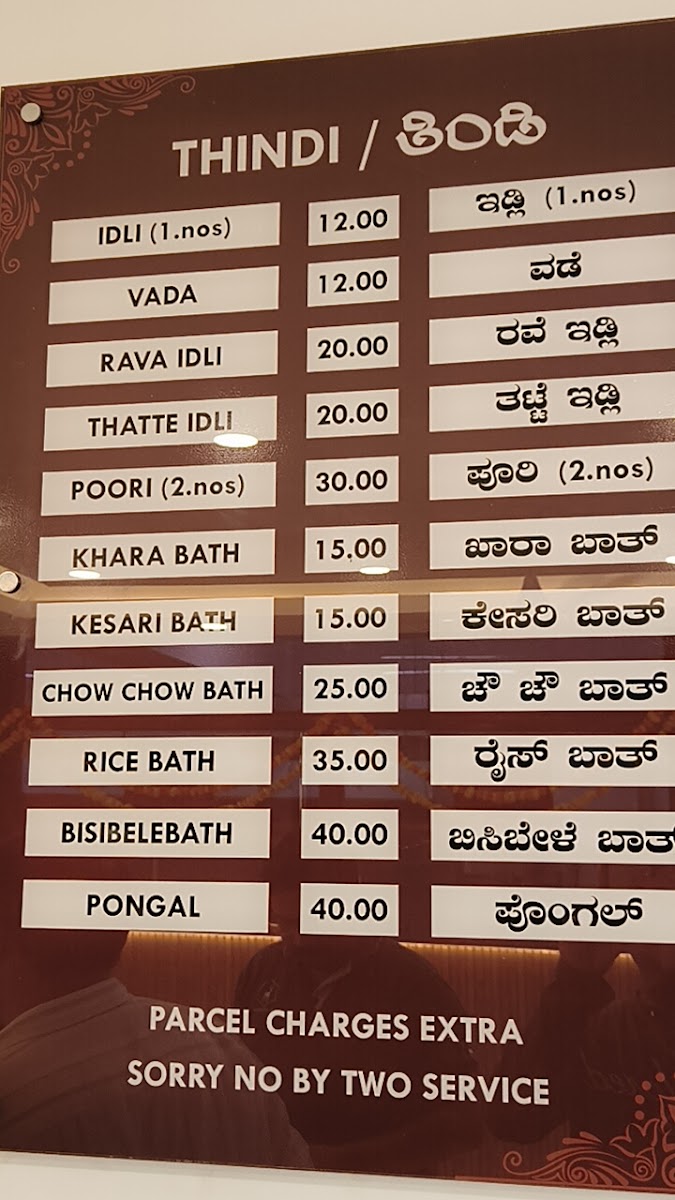 THINDI / ತಿಂಡಿ
IDLI (1.nos) 12.00 ಇಡ್ಲಿ (1.nos)
VADA 12.00 ವಡೆ
RAVA IDLI 20.00 ರವೆ ಇಡ್ಲಿ
THATTE IDLI 20.00 ತಟ್ಟೆ ಇಡ್ಲಿ
POORI (2.nos) 30.00 ಪೂರಿ (2.nos)
KHARA BATH 15.00 ಖಾರಾ ಬಾತ್
KESARI BATH 15.00 ಕೇಸರಿ ಬಾತ್
CHOW CHOW BATH 25.00 ಚೌ ಚೌ ಬಾತ್
RICE BATH 35.00 ರೈಸ್ ಬಾತ್
BISIBELEBATH 40.00 ಬಿಸಿಬೇಳೆ ಬಾತ್
PONGAL 40.00 ಪೊಂಗಲ್
PARCEL CHARGES EXTRA
SORRY NO BY TWO SERVICE